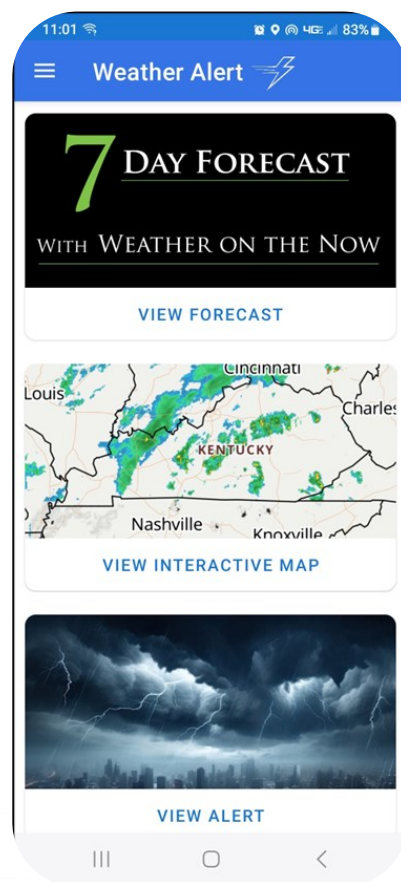 11:01 4G 83%
Weather Alert
7 DAY FORECAST
WITH WEATHER ON THE NOW
VIEW FORECAST
Cincinnati
Louis
Charles
KENTUCKY
Nashville
Knoxville
VIEW INTERACTIVE MAP
VIEW ALERT